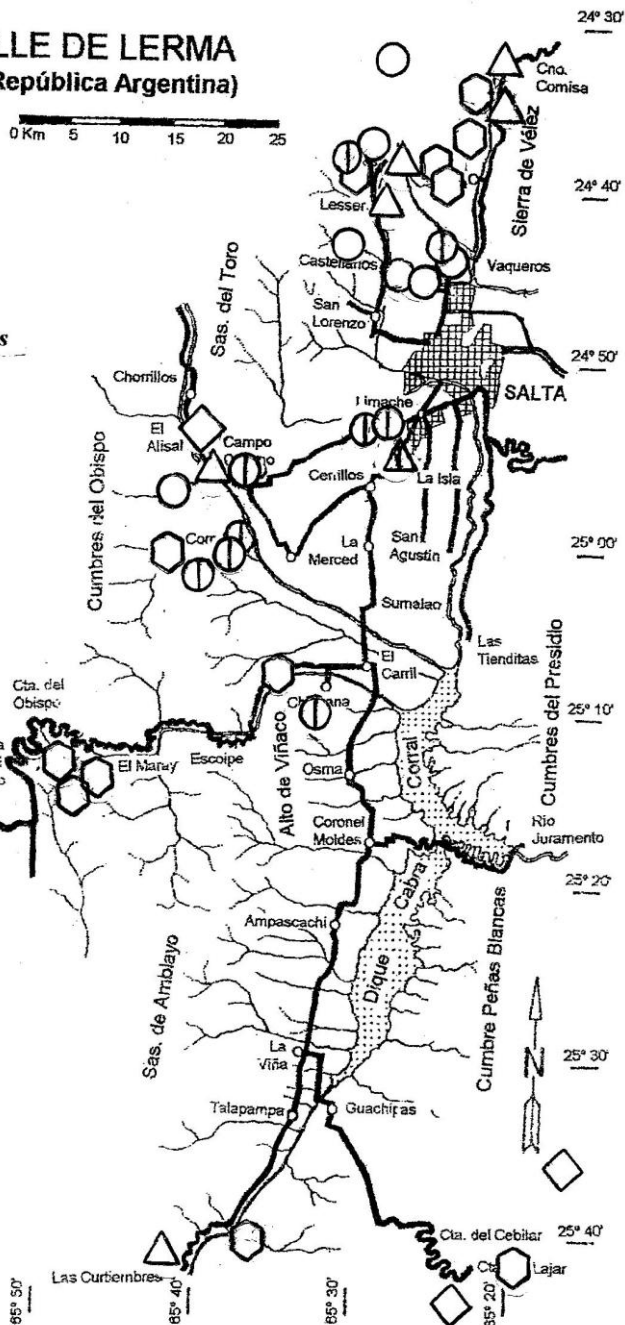 LLE DE LERMA
República Argentina)
0 Km 5 10 15 20 25
24° 30'
Cno.
Comisa
Sierra de Vélez
24° 40'
Lesser
Castellanos
Vaqueros
San
Lorenzo
Sas. del Toro
s
24° 50'
Chorrillos
SALTA
El
Alisal
Campo
Cerrillos
La Isla
Cumbres del Obispo
La
Merced
San
Agustín
25° 00'
Sumalao
Las
Tienditas
El
Carril
Cta. del
Obispo
25° 10'
Cumbres del Presidio
El Maray
Escoipe
Alto de Viñaco
Osma
Corral
Coronel
Moldes
Rio
Juramento
25° 20'
Cabra
Ampascachi
Dique
Sas. de Amblayo
Cumbre Peñas Blancas
La
Viña
N
25° 30'
Talapampa
Guachipas
Cta. del Cebilar
25° 40'
Las Curtiembres
Lajar
65° 50'
65° 40'
65° 30'
65° 20'